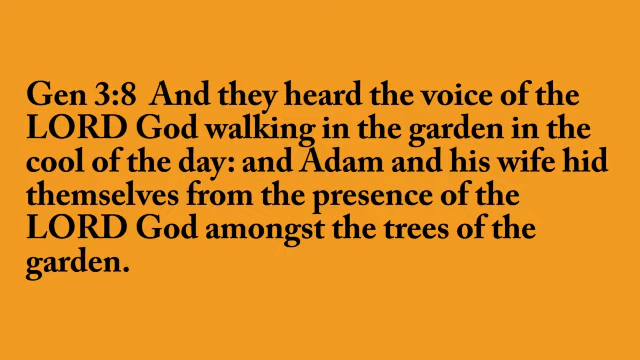 Gen 3:8  And they heard the voice of the
LORD God walking in the garden in the
cool of the day: and Adam and his wife hid
themselves from the presence of the
LORD God amongst the trees of the
garden.